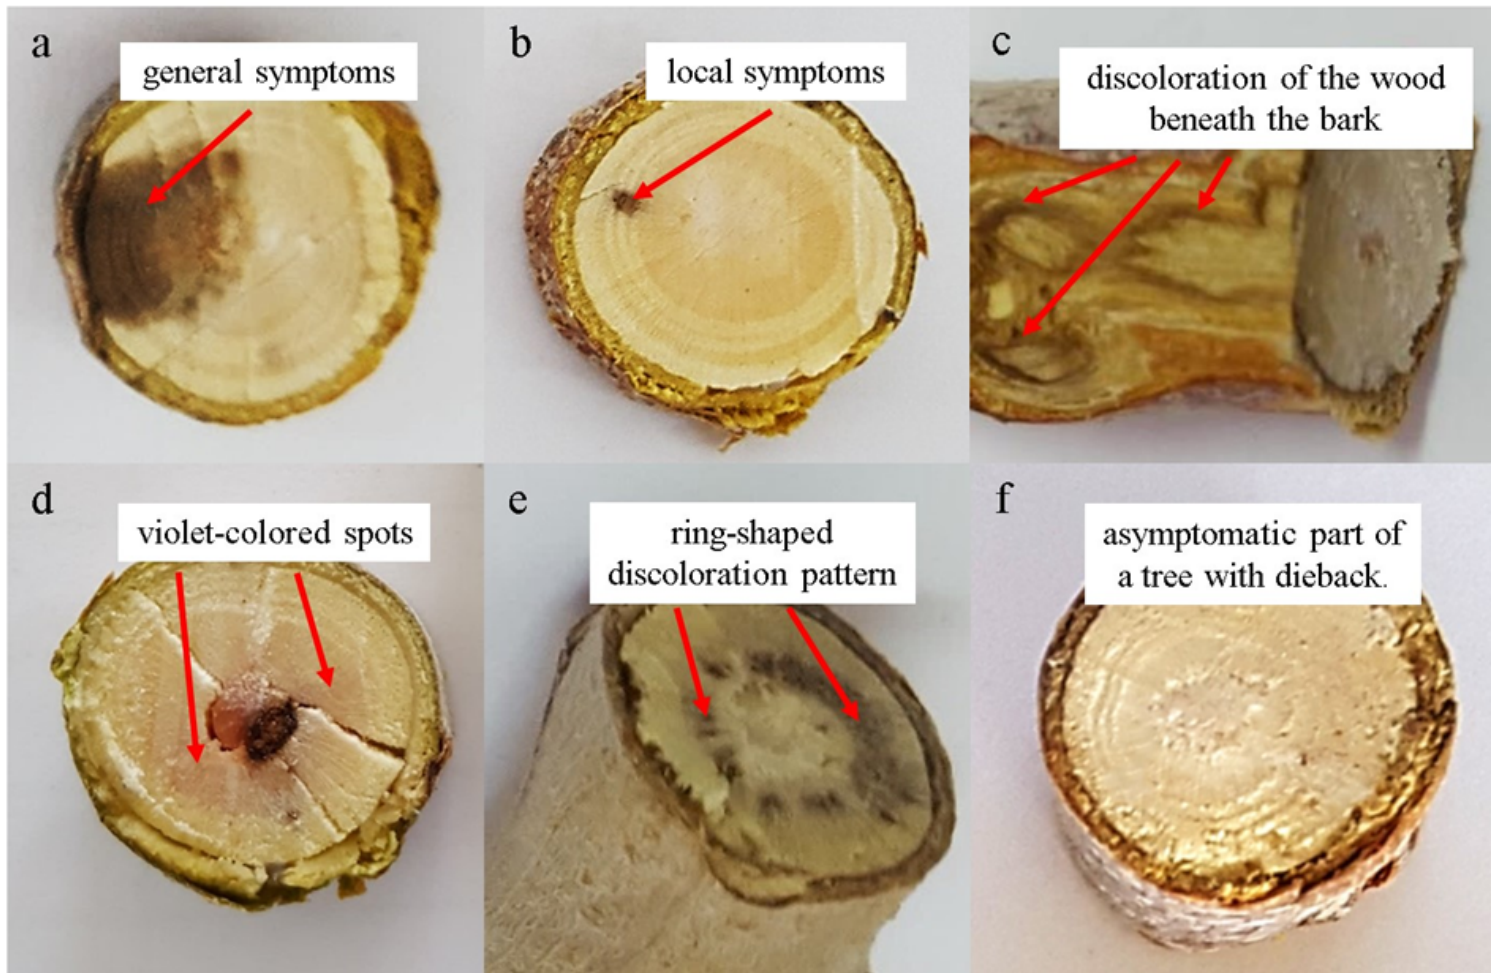 a
general symptoms
b
local symptoms
c
discoloration of the wood
beneath the bark
d
violet-colored spots
e
ring-shaped
discoloration pattern
f
asymptomatic part of
a tree with dieback.